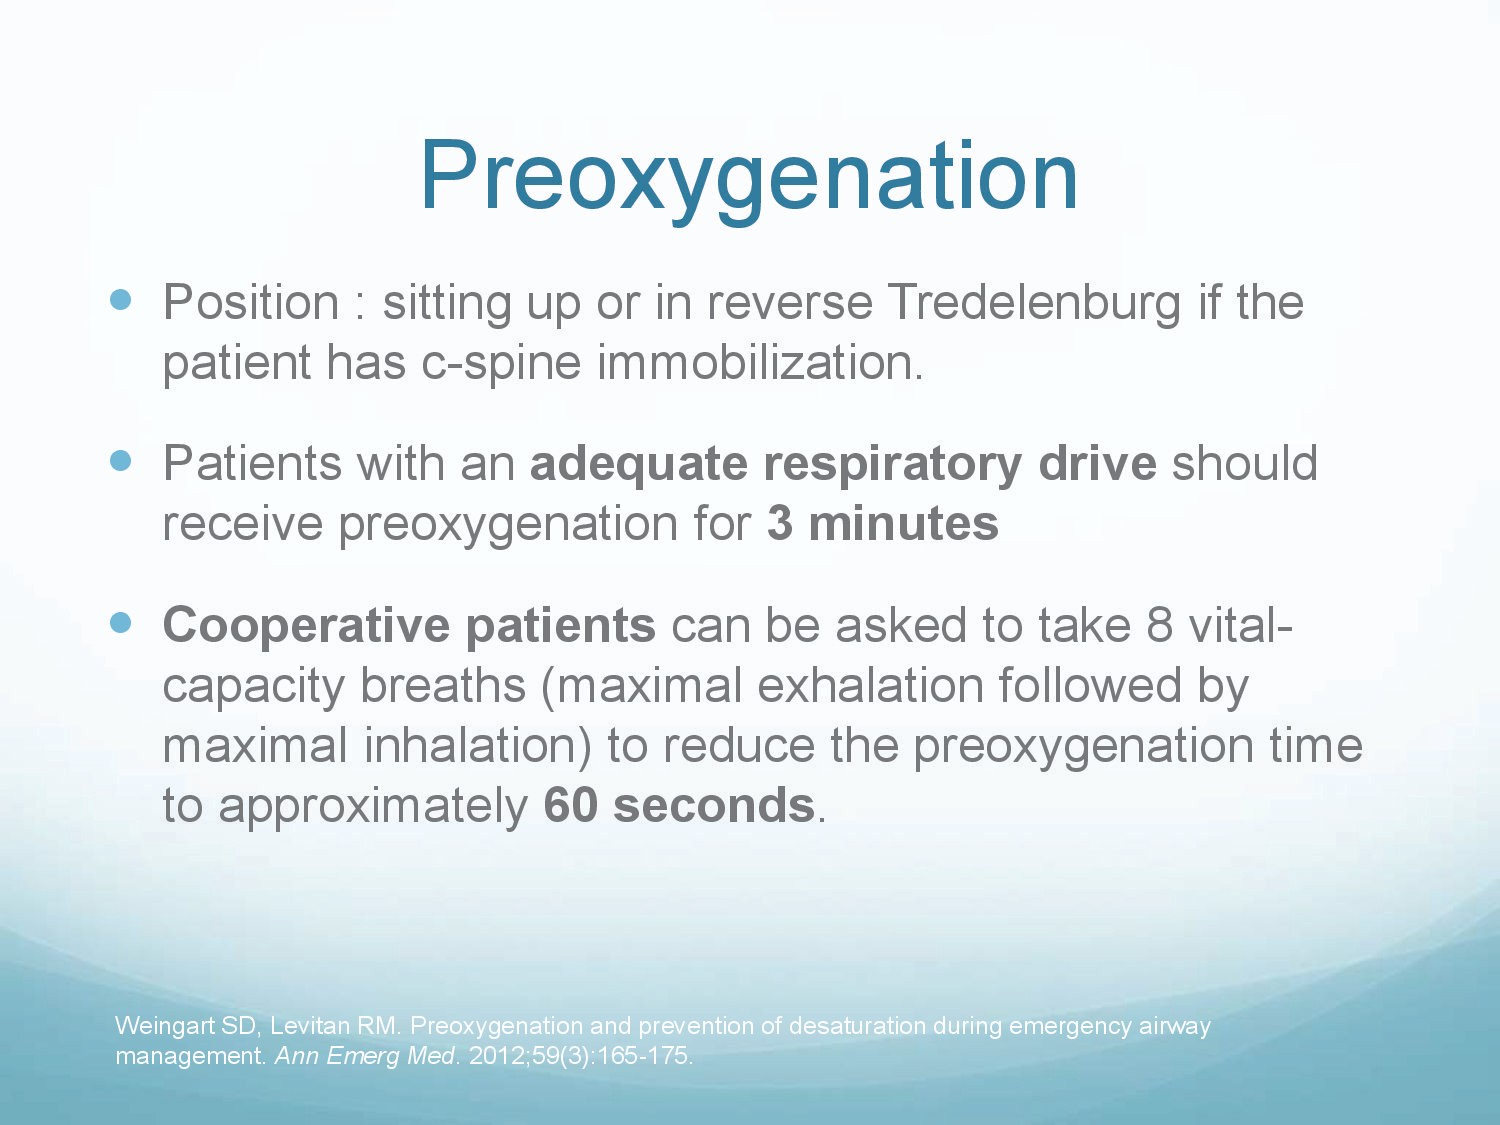 Preoxygenation
• Position : sitting up or in reverse Tredelenburg if the
patient has c-spine immobilization.
• Patients with an adequate respiratory drive should
receive preoxygenation for 3 minutes
• Cooperative patients can be asked to take 8 vital-
capacity breaths (maximal exhalation followed by
maximal inhalation) to reduce the preoxygenation time
to approximately 60 seconds.
Weingart SD, Levitan RM. Preoxygenation and prevention of desaturation during emergency airway
management. Ann Emerg Med. 2012;59(3):165-175.